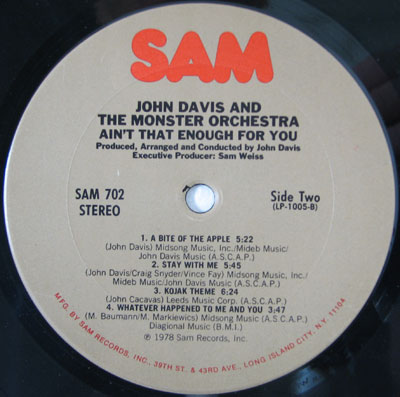 SAM
JOHN DAVIS AND
THE MONSTER ORCHESTRA
AIN'T THAT ENOUGH FOR YOU
Produced, Arranged and Conducted by John Davis
Executive Producer: Sam Weiss
SAM 702
STEREO
Side Two
(LP-1005-B)
1. A BITE OF THE APPLE 5:22
(John Davis) Midsong Music, Inc./Mideb Music/
John Davis Music (A.S.C.A.P.)
2. STAY WITH ME 5:45
(John Davis/Craig Snyder/Vince Fay) Midsong Music, Inc./
Mideb Music/John Davis Music (A.S.C.A.P.)
3. KOJAK THEME 6:24
(John Cacavas) Leeds Music Corp. (A.S.C.A.P.)
4. WHATEVER HAPPENED TO ME AND YOU 3:47
(M. Baumann/M. Markiewics) Midsong Music (A.S.C.A.P.)
Diagional Music (B.M.I.)
℗ 1978 Sam Records, Inc.
MFG. BY SAM RECORDS, INC., 39TH ST. & 43RD AVE., LONG ISLAND CITY, N.Y. 11104